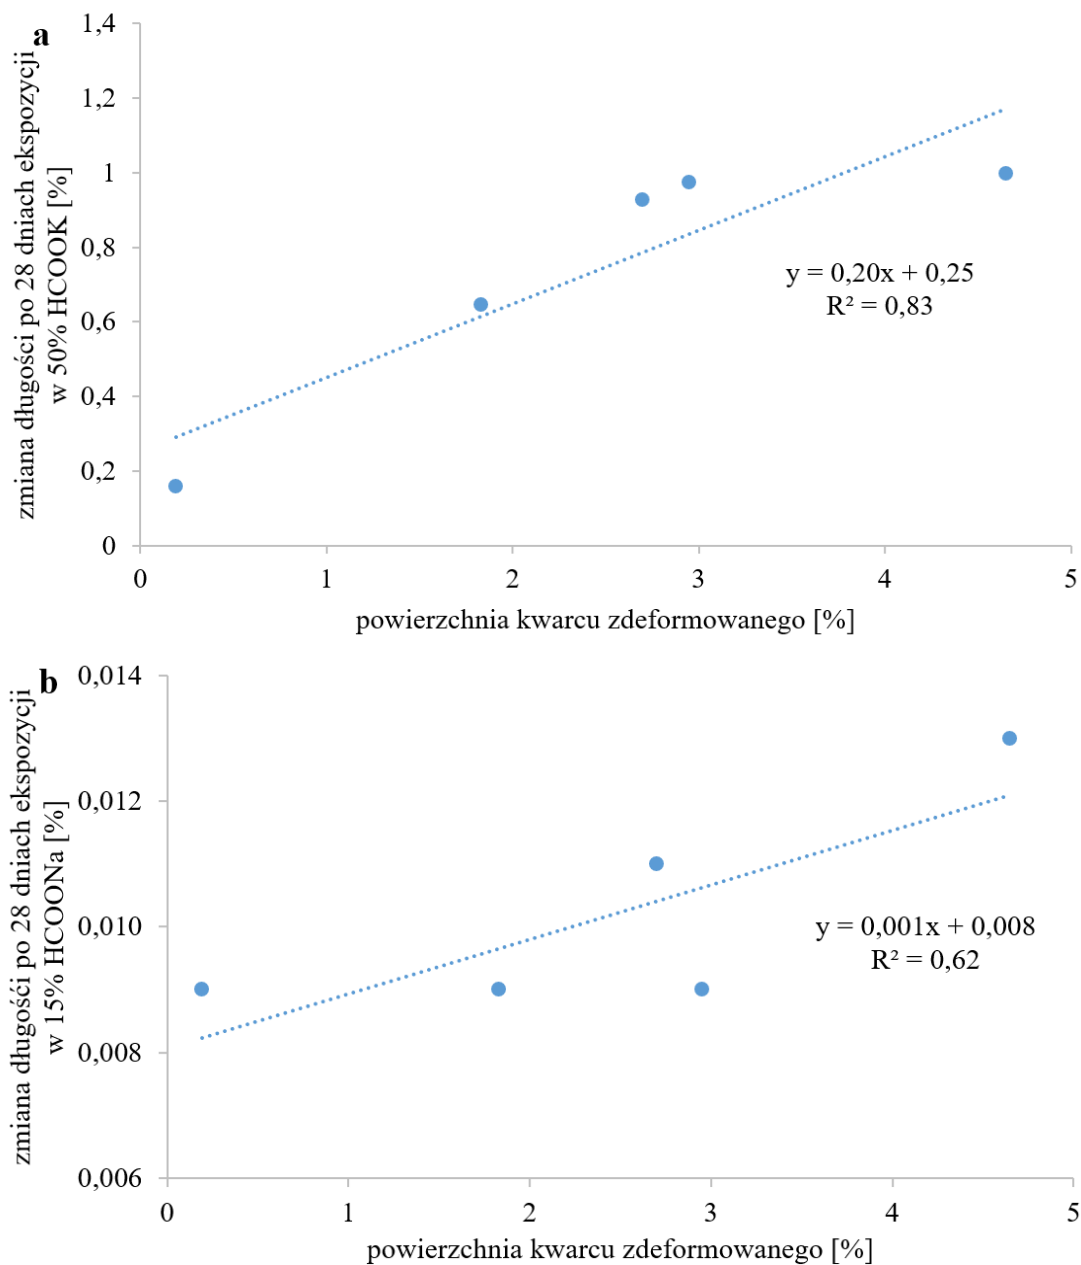 a
zmiana długości po 28 dniach ekspozycji
w 50% HCOOK [%]
1,4
1,2
1
0,8
0,6
0,4
0,2
0
y = 0,20x + 0,25
R² = 0,83
0 1 2 3 4 5
powierzchnia kwarcu zdeformowanego [%]
b
zmiana długośći po 28 dniach ekspozycji
w 15% HCOONa [%]
0,014
0,012
0,010
0,008
0,006
y = 0,001x + 0,008
R² = 0,62
0 1 2 3 4 5
powierzchnia kwarcu zdeformowanego [%]